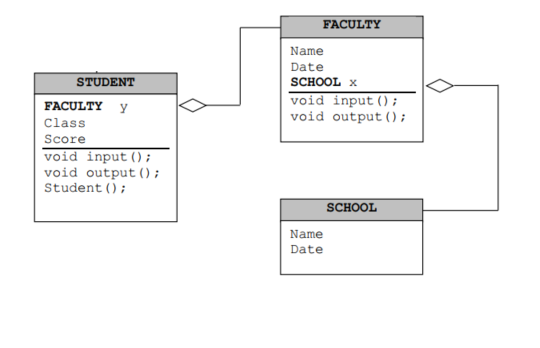 STUDENT
FACULTY y
Class
Score
void input();
void output();
Student();
FACULTY
Name
Date
SCHOOL x
void input();
void output();
SCHOOL
Name
Date